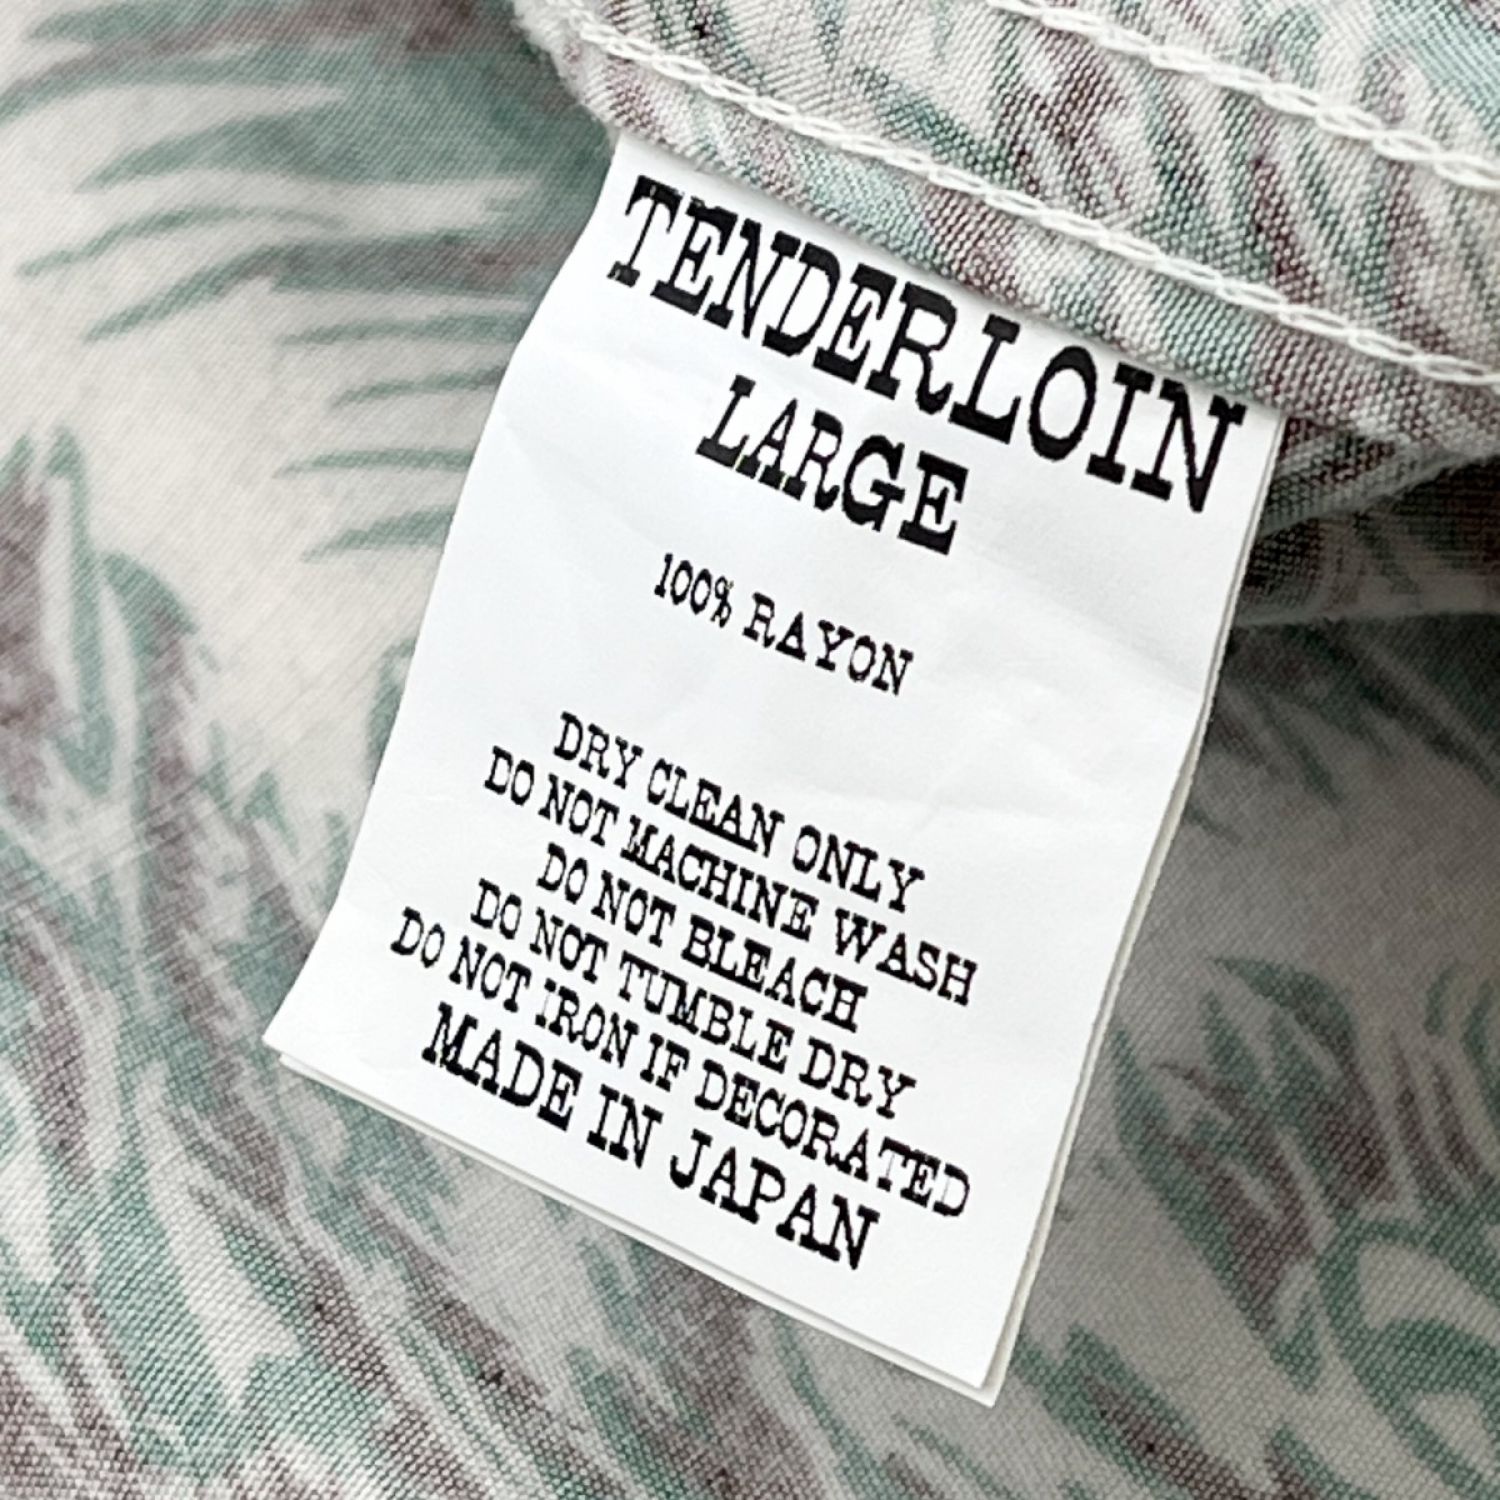 TENDERLOIN
LARGE
100% RAYON
DRY CLEAN ONLY
DO NOT MACHINE WASH
DO NOT BLEACH
DO NOT TUMBLE DRY
DO NOT IRON IF DECORATED
MADE IN JAPAN